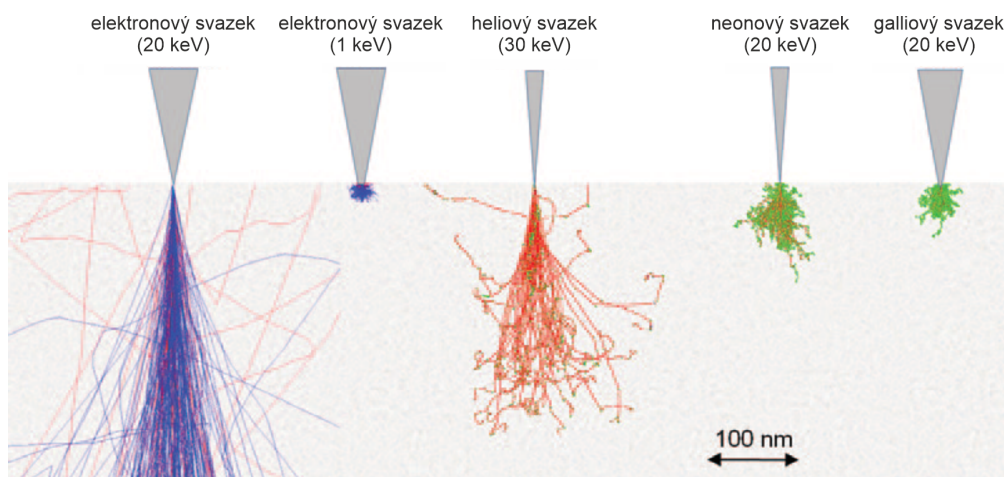 elektronový svazek
(20 keV)
elektronový svazek
(1 keV)
heliový svazek
(30 keV)
neonový svazek
(20 keV)
galliový svazek
(20 keV)
100 nm